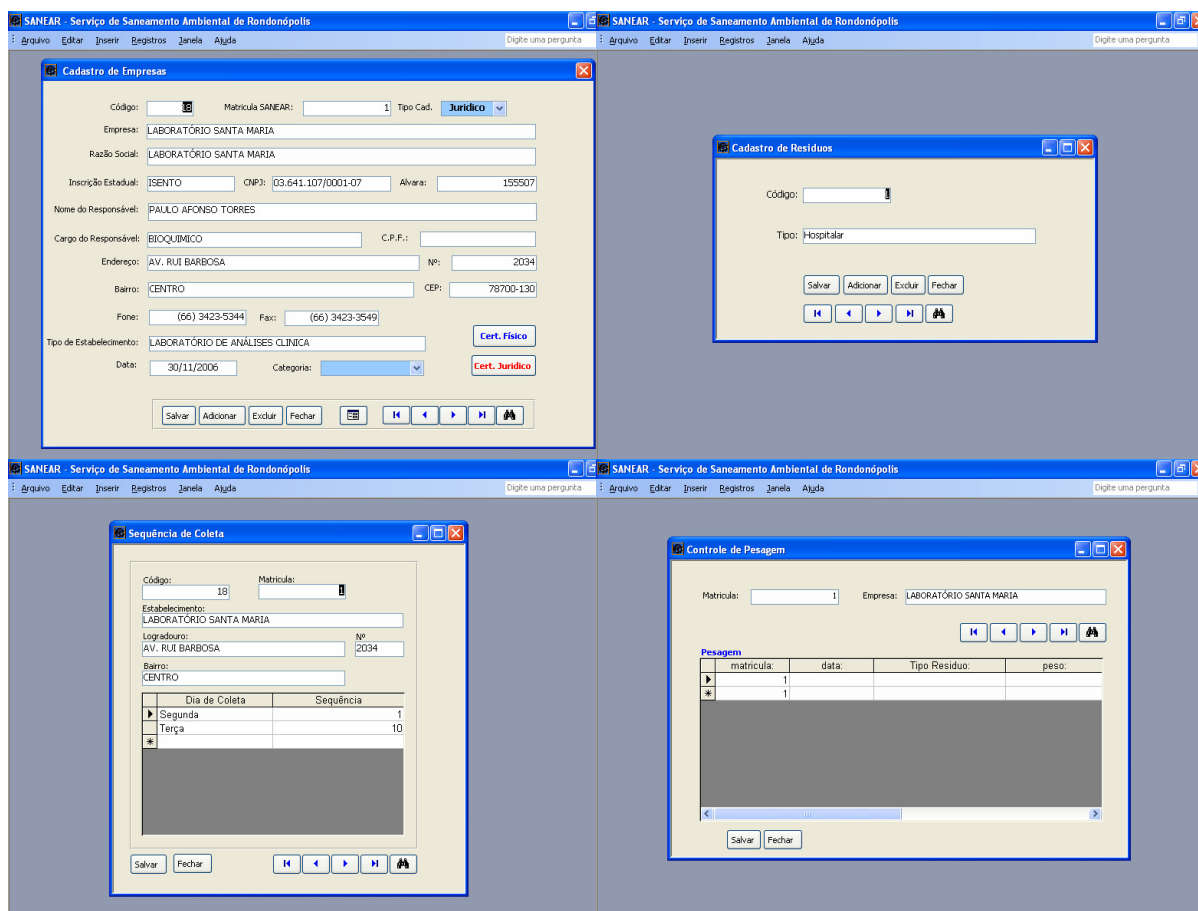 SANEAR - Serviço de Saneamento Ambiental de Rondonópolis
Arquivo Editar Inserir Registros Janela Ajuda Digite uma pergunta
Cadastro de Empresas
Código: 18 Matricula SANEAR: 1 Tipo Cad. Juridico
Empresa: LABORATÓRIO SANTA MARIA
Razão Social: LABORATÓRIO SANTA MARIA
Inscrição Estadual: ISENTO CNPJ: 03.641.107/0001-07 Alvara: 155507
Nome do Responsável: PAULO AFONSO TORRES
Cargo do Responsável: BIOQUIMICO C.P.F.:
Endereço: AV. RUI BARBOSA Nº: 2034
Bairro: CENTRO CEP: 78700-130
Fone: (66) 3423-5344 Fax: (66) 3423-3549
Cert. Físico
Tipo de Estabelecimento: LABORATÓRIO DE ANÁLISES CLINICA
Data: 30/11/2006 Categoria: Cert. Juridico
Salvar Adicionar Excluir Fechar
SANEAR - Serviço de Saneamento Ambiental de Rondonópolis
Arquivo Editar Inserir Registros Janela Ajuda Digite uma pergunta
Cadastro de Residuos
Código: 1
Tipo: Hospitalar
Salvar Adicionar Excluir Fechar
SANEAR - Serviço de Saneamento Ambiental de Rondonópolis
Arquivo Editar Inserir Registros Janela Ajuda Digite uma pergunta
Sequência de Coleta
Código: Matricula:
18 1
Estabelecimento:
LABORATÓRIO SANTA MARIA
Logradouro: Nº
AV. RUI BARBOSA 2034
Bairro:
CENTRO
Dia de Coleta Sequência
Segunda 1
Terça 10
Salvar Fechar
SANEAR - Serviço de Saneamento Ambiental de Rondonópolis
Arquivo Editar Inserir Registros Janela Ajuda Digite uma pergunta
Controle de Pesagem
Matricula: 1 Empresa: LABORATÓRIO SANTA MARIA
Pesagem
matricula: data: Tipo Residuo: peso:
1
1
Salvar Fechar